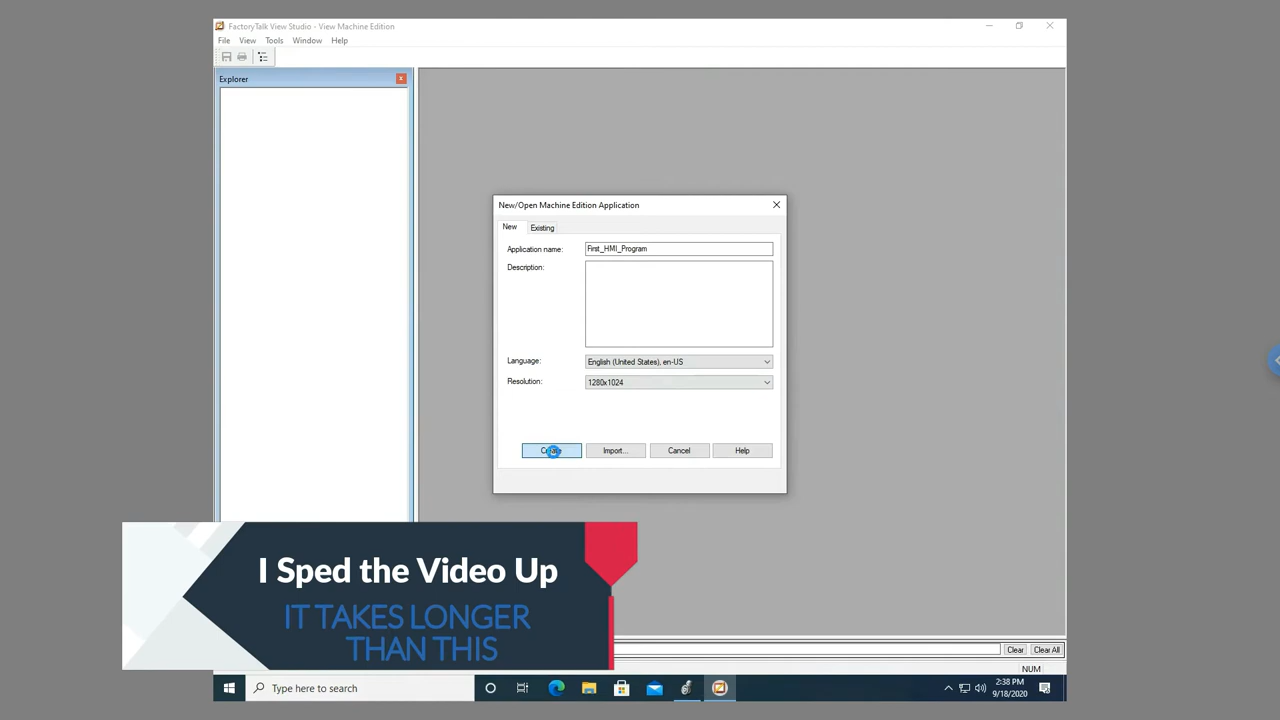 FactoryTalk View Studio - View Machine Edition
File View Tools Window Help
Explorer
New/Open Machine Edition Application
New Existing
Application name: First_HMI_Program
Description:
Language: English (United States), en-US
Resolution: 1280x1024
Create Import... Cancel Help
I Sped the Video Up
IT TAKES LONGER
THAN THIS
Clear Clear All
NUM
Type here to search
2:38 PM
9/18/2020